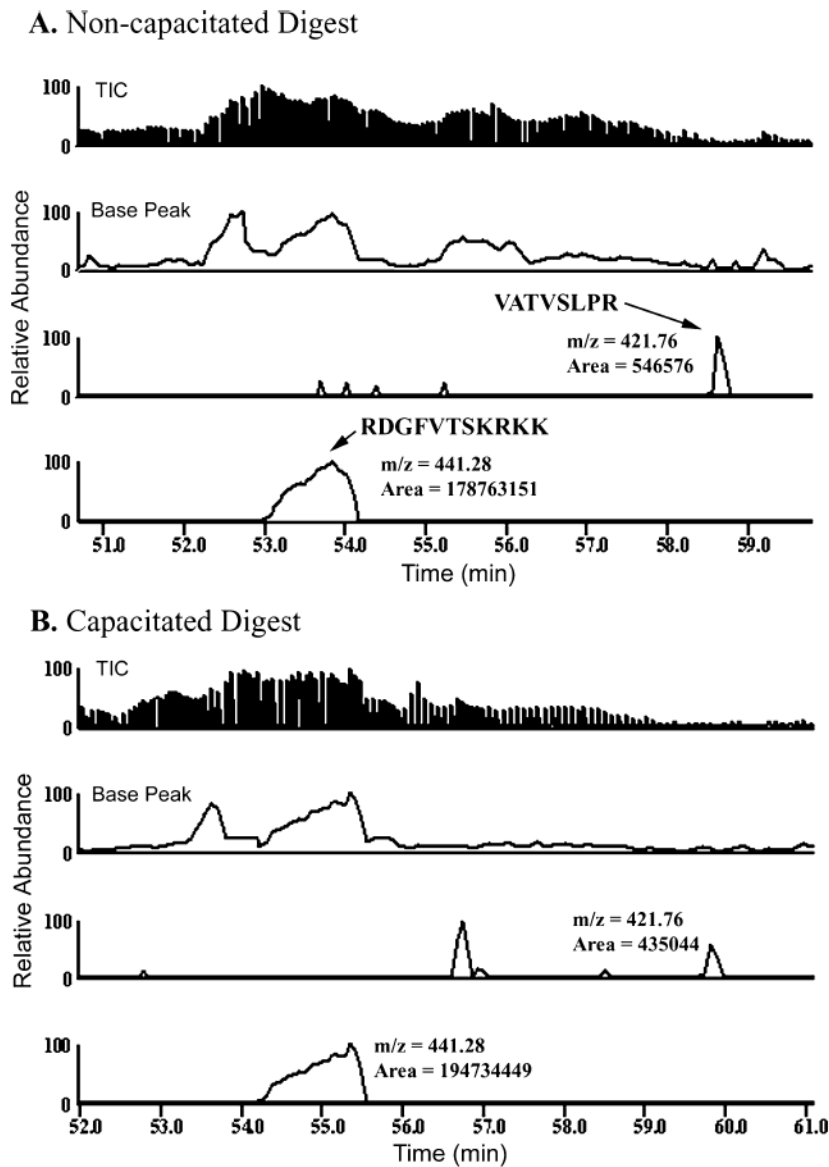 A. Non-capacitated Digest
100 TIC
0
100 Base Peak
0
VATVSLPR
100 m/z = 421.76
Area = 546576
0
RDGFVTSKRKK
100 m/z = 441.28
Area = 178763151
0
Relative Abundance
51.0 52.0 53.0 54.0 55.0 56.0 57.0 58.0 59.0
Time (min)
B. Capacitated Digest
100 TIC
0
100 Base Peak
0
100 m/z = 421.76
Area = 435044
0
100 m/z = 441.28
Area = 194734449
0
Relative Abundance
52.0 53.0 54.0 55.0 56.0 57.0 58.0 59.0 60.0 61.0
Time (min)